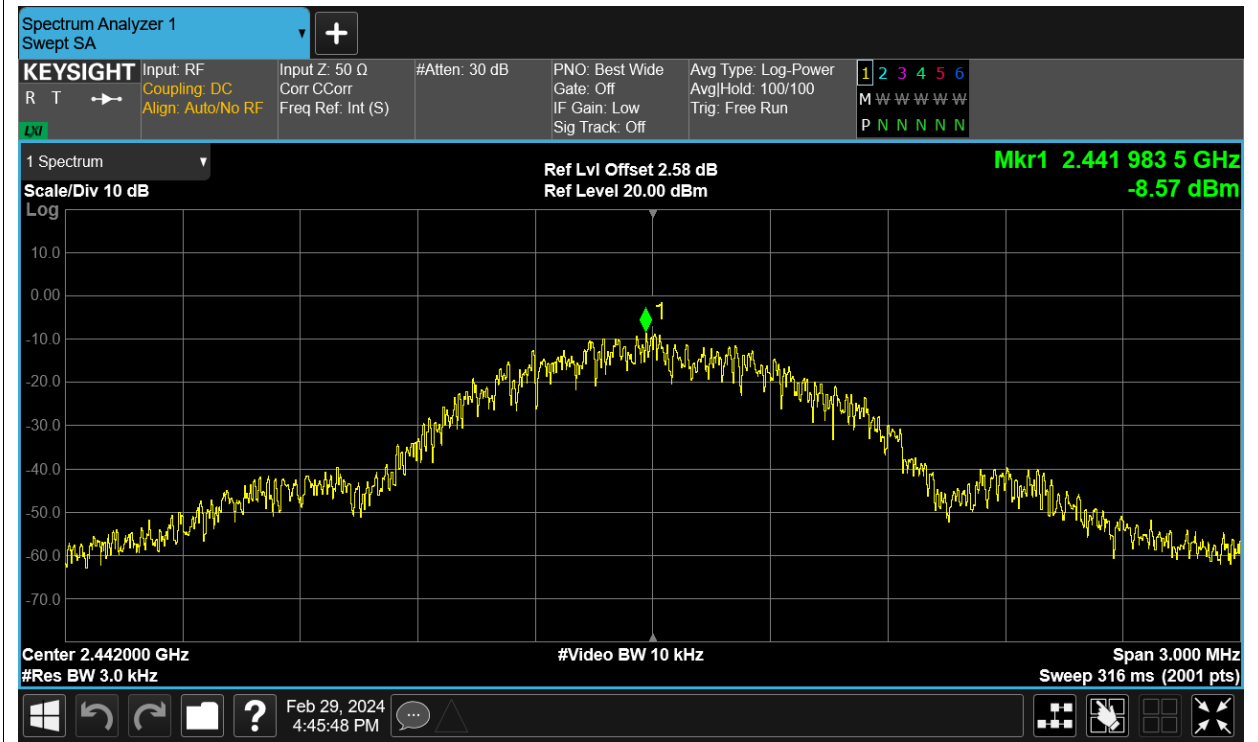 Spectrum Analyzer 1
Swept SA
+
KEYSIGHT
R T
LXI
Input: RF
Coupling: DC
Align: Auto/No RF
Input Z: 50 Ω
Corr CCorr
Freq Ref: Int (S)
#Atten: 30 dB
PNO: Best Wide
Gate: Off
IF Gain: Low
Sig Track: Off
Avg Type: Log-Power
Avg|Hold: 100/100
Trig: Free Run
1 2 3 4 5 6
M W W W W W
P N N N N N
1 Spectrum
Scale/Div 10 dB
Ref Lvl Offset 2.58 dB
Ref Level 20.00 dBm
Mkr1 2.441 983 5 GHz
-8.57 dBm
Log
10.0
0.00
-10.0
-20.0
-30.0
-40.0
-50.0
-60.0
-70.0
1
Center 2.442000 GHz
#Res BW 3.0 kHz
#Video BW 10 kHz
Span 3.000 MHz
Sweep 316 ms (2001 pts)
?
Feb 29, 2024
4:45:48 PM